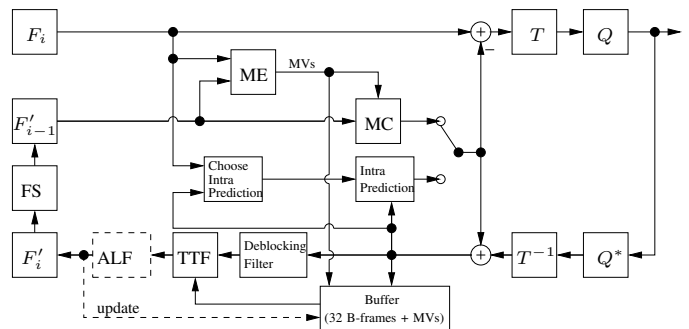 F_i
T
Q
ME
MVs
F'_{i−1}
MC
FS
Choose
Intra
Prediction
Intra
Prediction
F'_i
ALF
TTF
Deblocking
Filter
T^{−1}
Q*
−
update
Buffer
(32 B-frames + MVs)